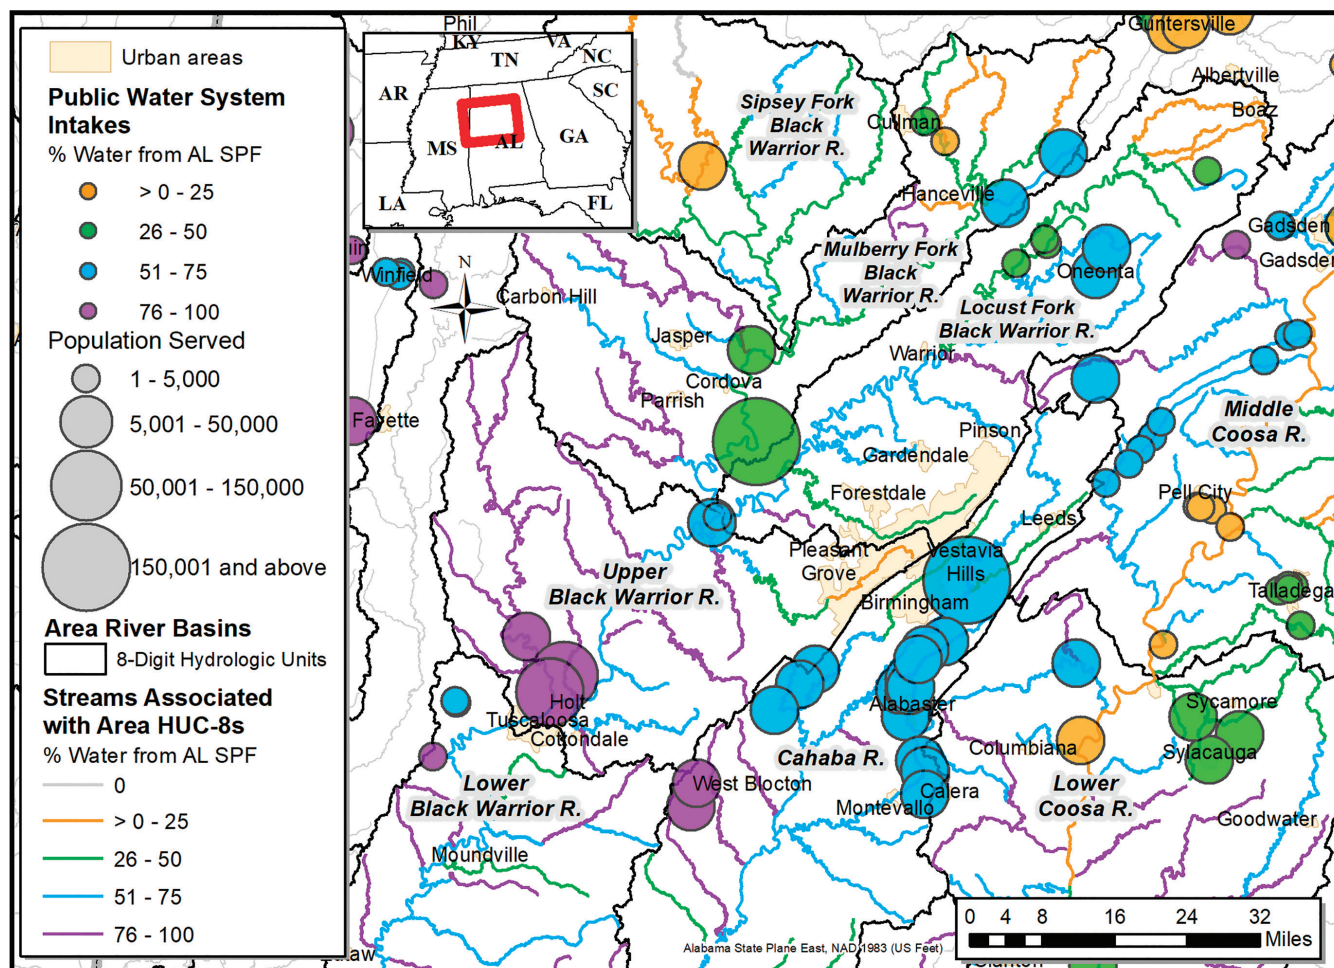 Urban areas
Public Water System
Intakes
% Water from AL SPF
> 0 - 25
26 - 50
51 - 75
76 - 100
Population Served
1 - 5,000
5,001 - 50,000
50,001 - 150,000
150,001 and above
Area River Basins
8-Digit Hydrologic Units
Streams Associated
with Area HUC-8s
% Water from AL SPF
0
> 0 - 25
26 - 50
51 - 75
76 - 100
Phil
KY
VA
TN
NC
AR
SC
MS
AL
GA
LA
FL
N
Guntersville
Albertville
Boaz
Sipsey Fork
Black
Warrior R.
Cullman
Hanceville
Mulberry Fork
Black
Warrior R.
Gadsden
Gadsden
Oneonta
Locust Fork
Black Warrior R.
Winfield
Carbon Hill
Jasper
Cordova
Parrish
Warrior
Fayette
Middle
Coosa R.
Pinson
Gardendale
Forestdale
Pell City
Leeds
Pleasant
Grove
Vestavia
Hills
Birmingham
Upper
Black Warrior R.
Talladega
Holt
Tuscaloosa
Cottondale
Alabaster
Sycamore
Sylacauga
Columbiana
Cahaba R.
West Blocton
Calera
Montevallo
Lower
Black Warrior R.
Lower
Coosa R.
Goodwater
Moundville
Alabama State Plane East, NAD 1983 (US Feet)
0 4 8 16 24 32
Miles